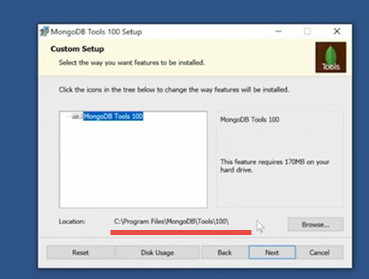 MongoDB Tools 100 Setup
Custom Setup
Select the way you want features to be installed.
Tools
Click the icons in the tree below to change the way features will be installed.
MongoDB Tools 100
MongoDB Tools 100
This feature requires 170MB on your
hard drive.
Location: C:\Program Files\MongoDB\Tools\100\
Browse...
Reset Disk Usage Back Next Cancel